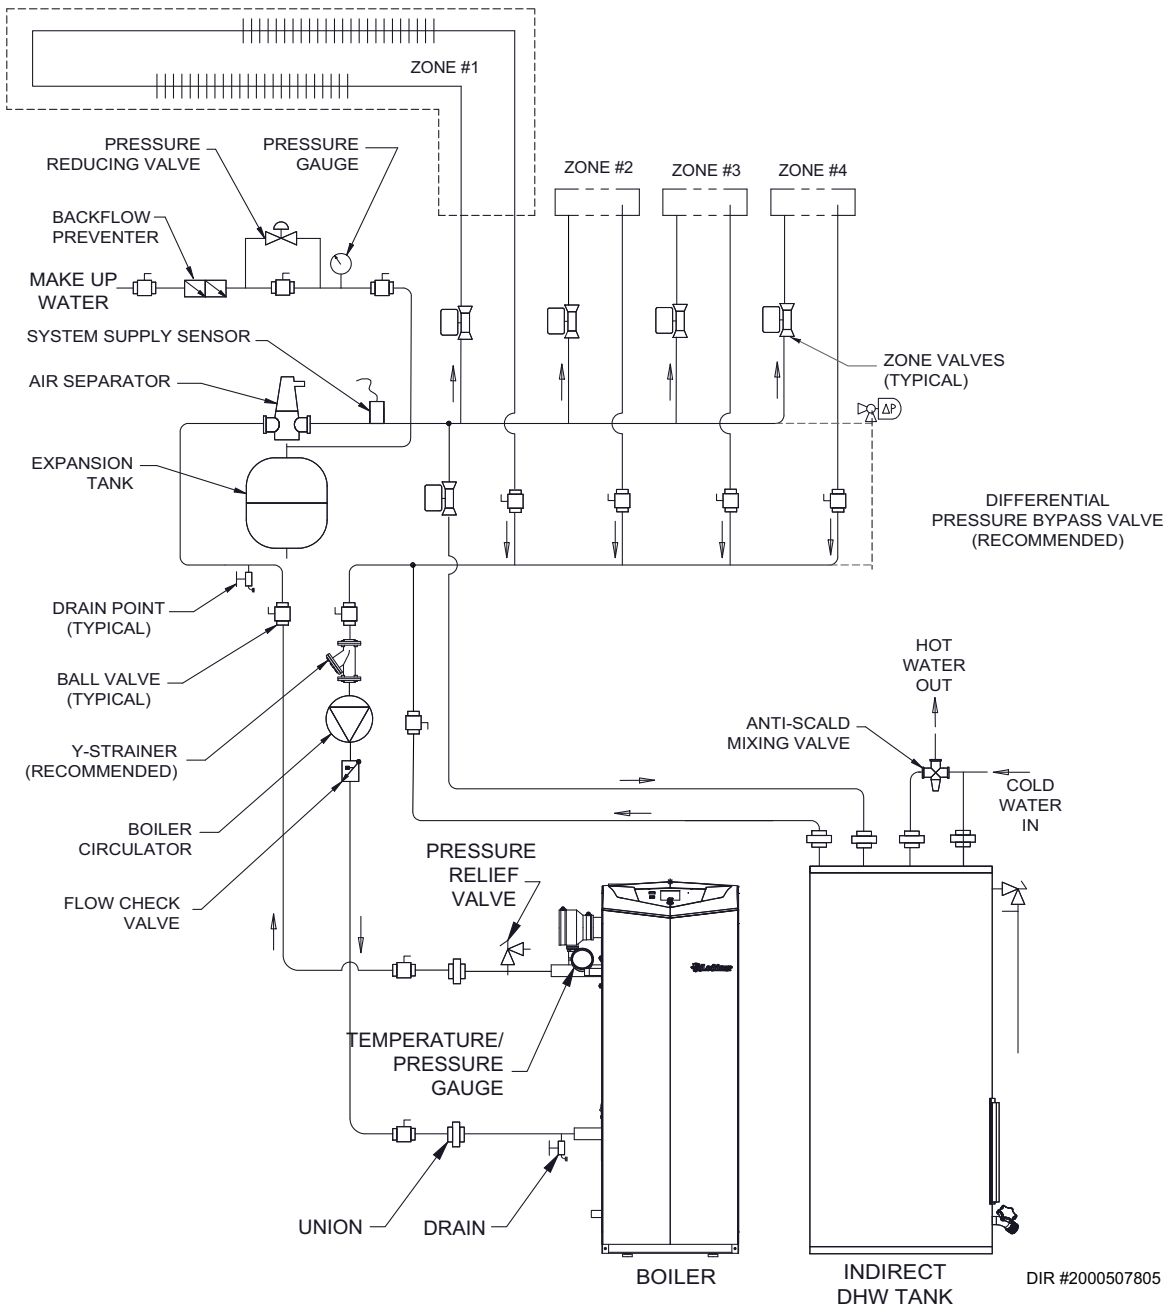 ZONE #1
PRESSURE
REDUCING VALVE
PRESSURE
GAUGE
ZONE #2
ZONE #3
ZONE #4
BACKFLOW
PREVENTER
MAKE UP
WATER
SYSTEM SUPPLY SENSOR
AIR SEPARATOR
ZONE VALVES
(TYPICAL)
ΔP
EXPANSION
TANK
DIFFERENTIAL
PRESSURE BYPASS VALVE
(RECOMMENDED)
DRAIN POINT
(TYPICAL)
BALL VALVE
(TYPICAL)
HOT
WATER
OUT
Y-STRAINER
(RECOMMENDED)
ANTI-SCALD
MIXING VALVE
COLD
WATER
IN
BOILER
CIRCULATOR
PRESSURE
RELIEF
VALVE
FLOW CHECK
VALVE
TEMPERATURE/
PRESSURE
GAUGE
UNION
DRAIN
BOILER
INDIRECT
DHW TANK
DIR #2000507805